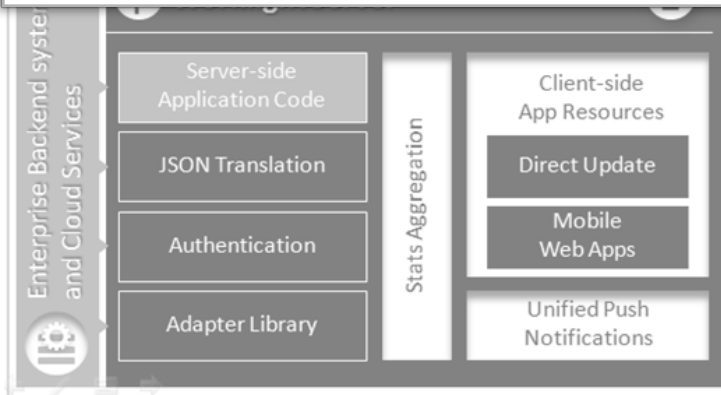 Enterprise Backend
and Cloud Services
Server-side
Application Code
JSON Translation
Authentication
Adapter Library
Stats Aggregation
Client-side
App Resources
Direct Update
Mobile
Web Apps
Unified Push
Notifications